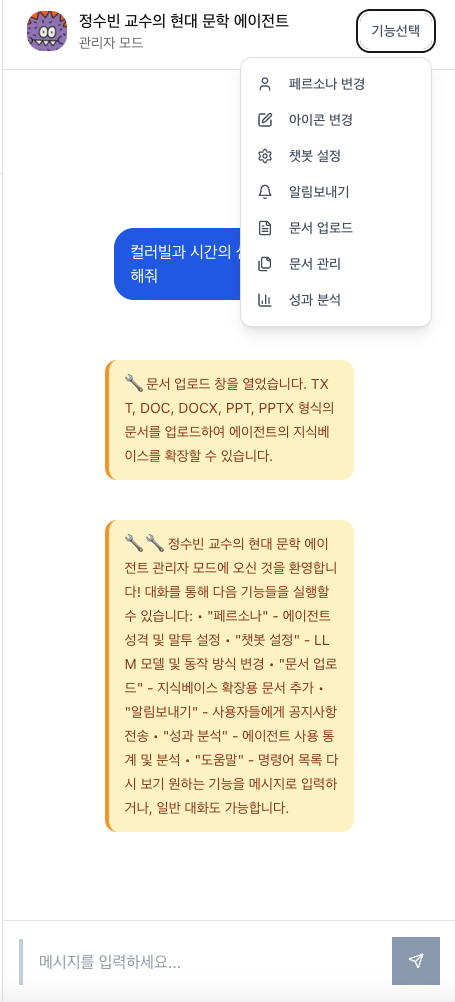 정수빈 교수의 현대 문학 에이전트
관리자 모드
기능선택
페르소나 변경
아이콘 변경
챗봇 설정
알림보내기
문서 업로드
문서 관리
성과 분석
컬러빌과 시간의
해줘
🔧 문서 업로드 창을 열었습니다. TX
T, DOC, DOCX, PPT, PPTX 형식의
문서를 업로드하여 에이전트의 지식베
이스를 확장할 수 있습니다.
🔧🔧 정수빈 교수의 현대 문학 에이
전트 관리자 모드에 오신 것을 환영합니
다! 대화를 통해 다음 기능들을 실행할
수 있습니다: • "페르소나" - 에이전트
성격 및 말투 설정 • "챗봇 설정" - LL
M 모델 및 동작 방식 변경 • "문서 업로
드" - 지식베이스 확장용 문서 추가 •
"알림보내기" - 사용자들에게 공지사항
전송 • "성과 분석" - 에이전트 사용 통
계 및 분석 • "도움말" - 명령어 목록 다
시 보기 원하는 기능을 메시지로 입력하
거나, 일반 대화도 가능합니다.
메시지를 입력하세요...